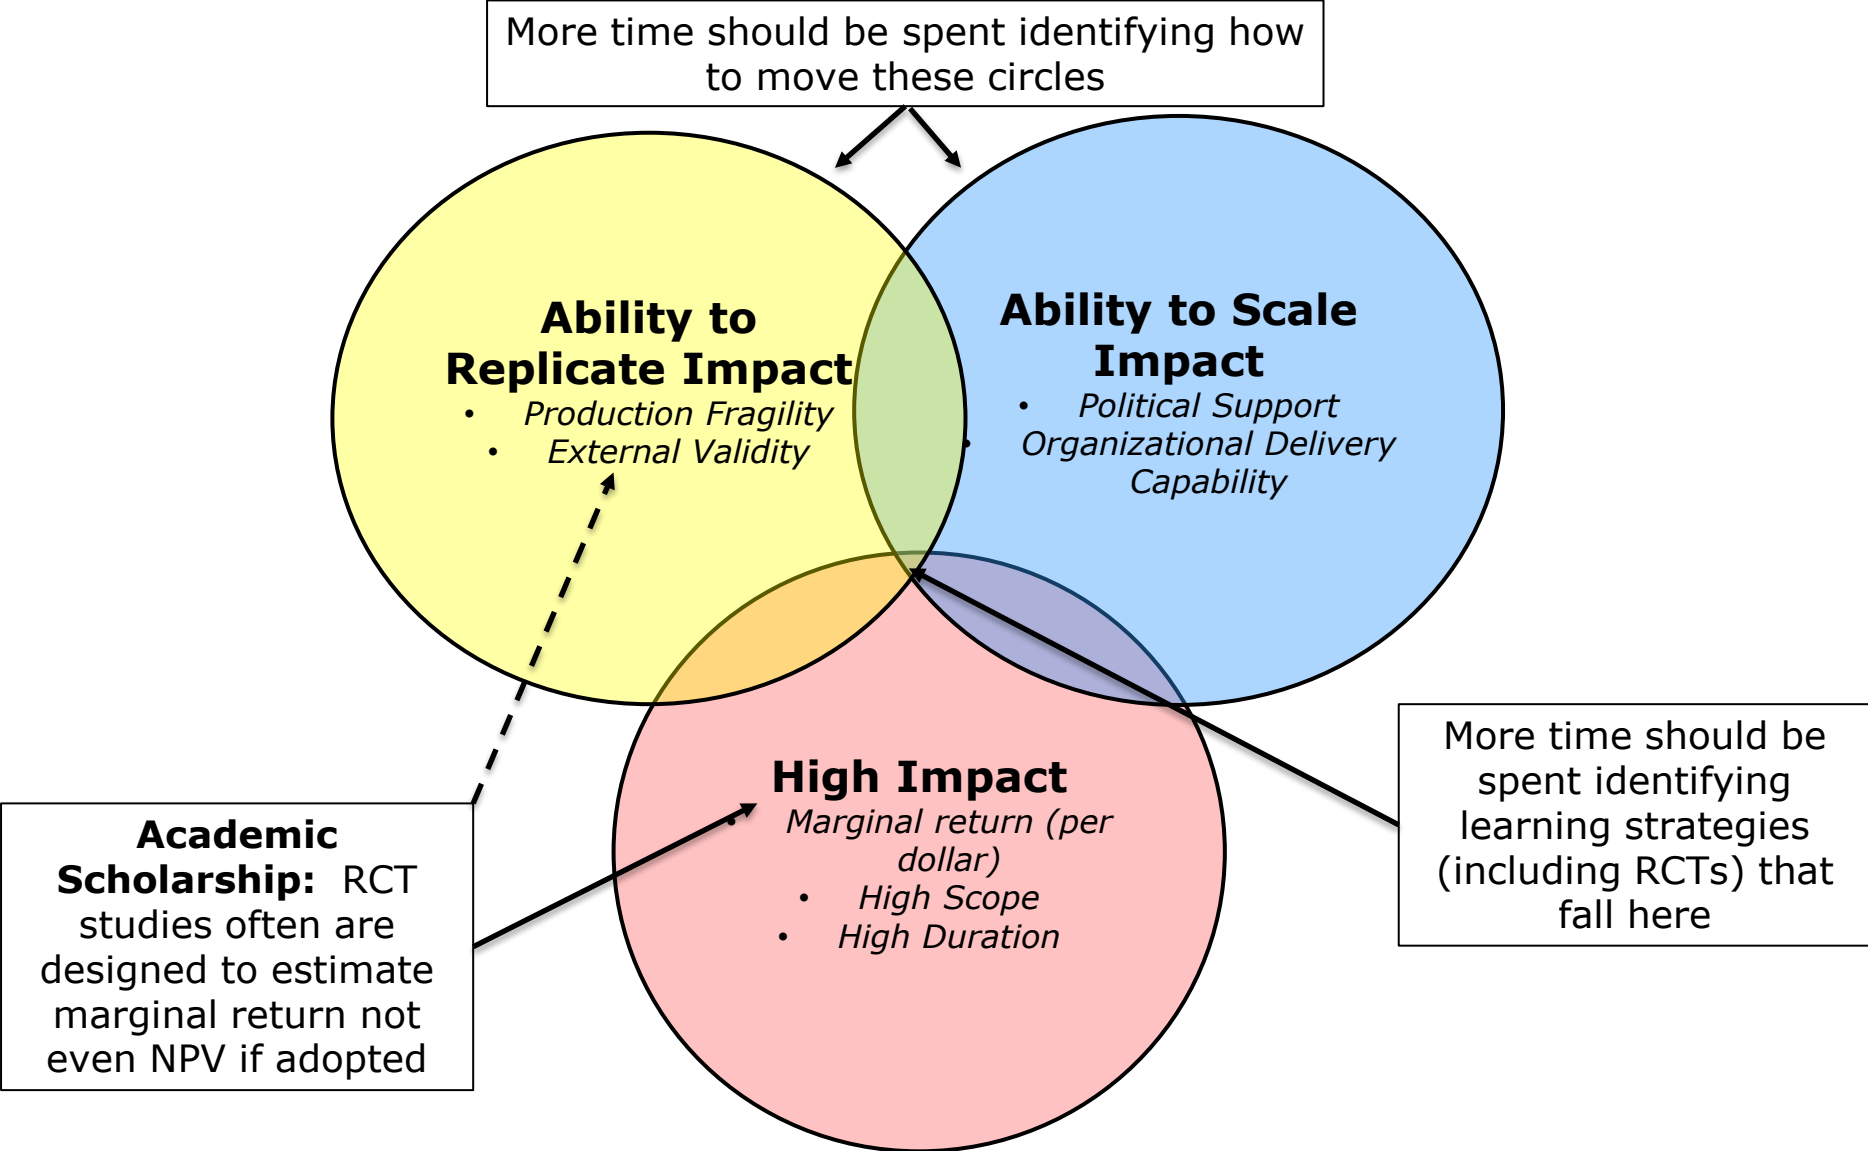 More time should be spent identifying how
to move these circles
Ability to
Replicate Impact
• Production Fragility
• External Validity
Ability to Scale
Impact
• Political Support
• Organizational Delivery
Capability
High Impact
• Marginal return (per
dollar)
• High Scope
• High Duration
Academic
Scholarship: RCT
studies often are
designed to estimate
marginal return not
even NPV if adopted
More time should be
spent identifying
learning strategies
(including RCTs) that
fall here